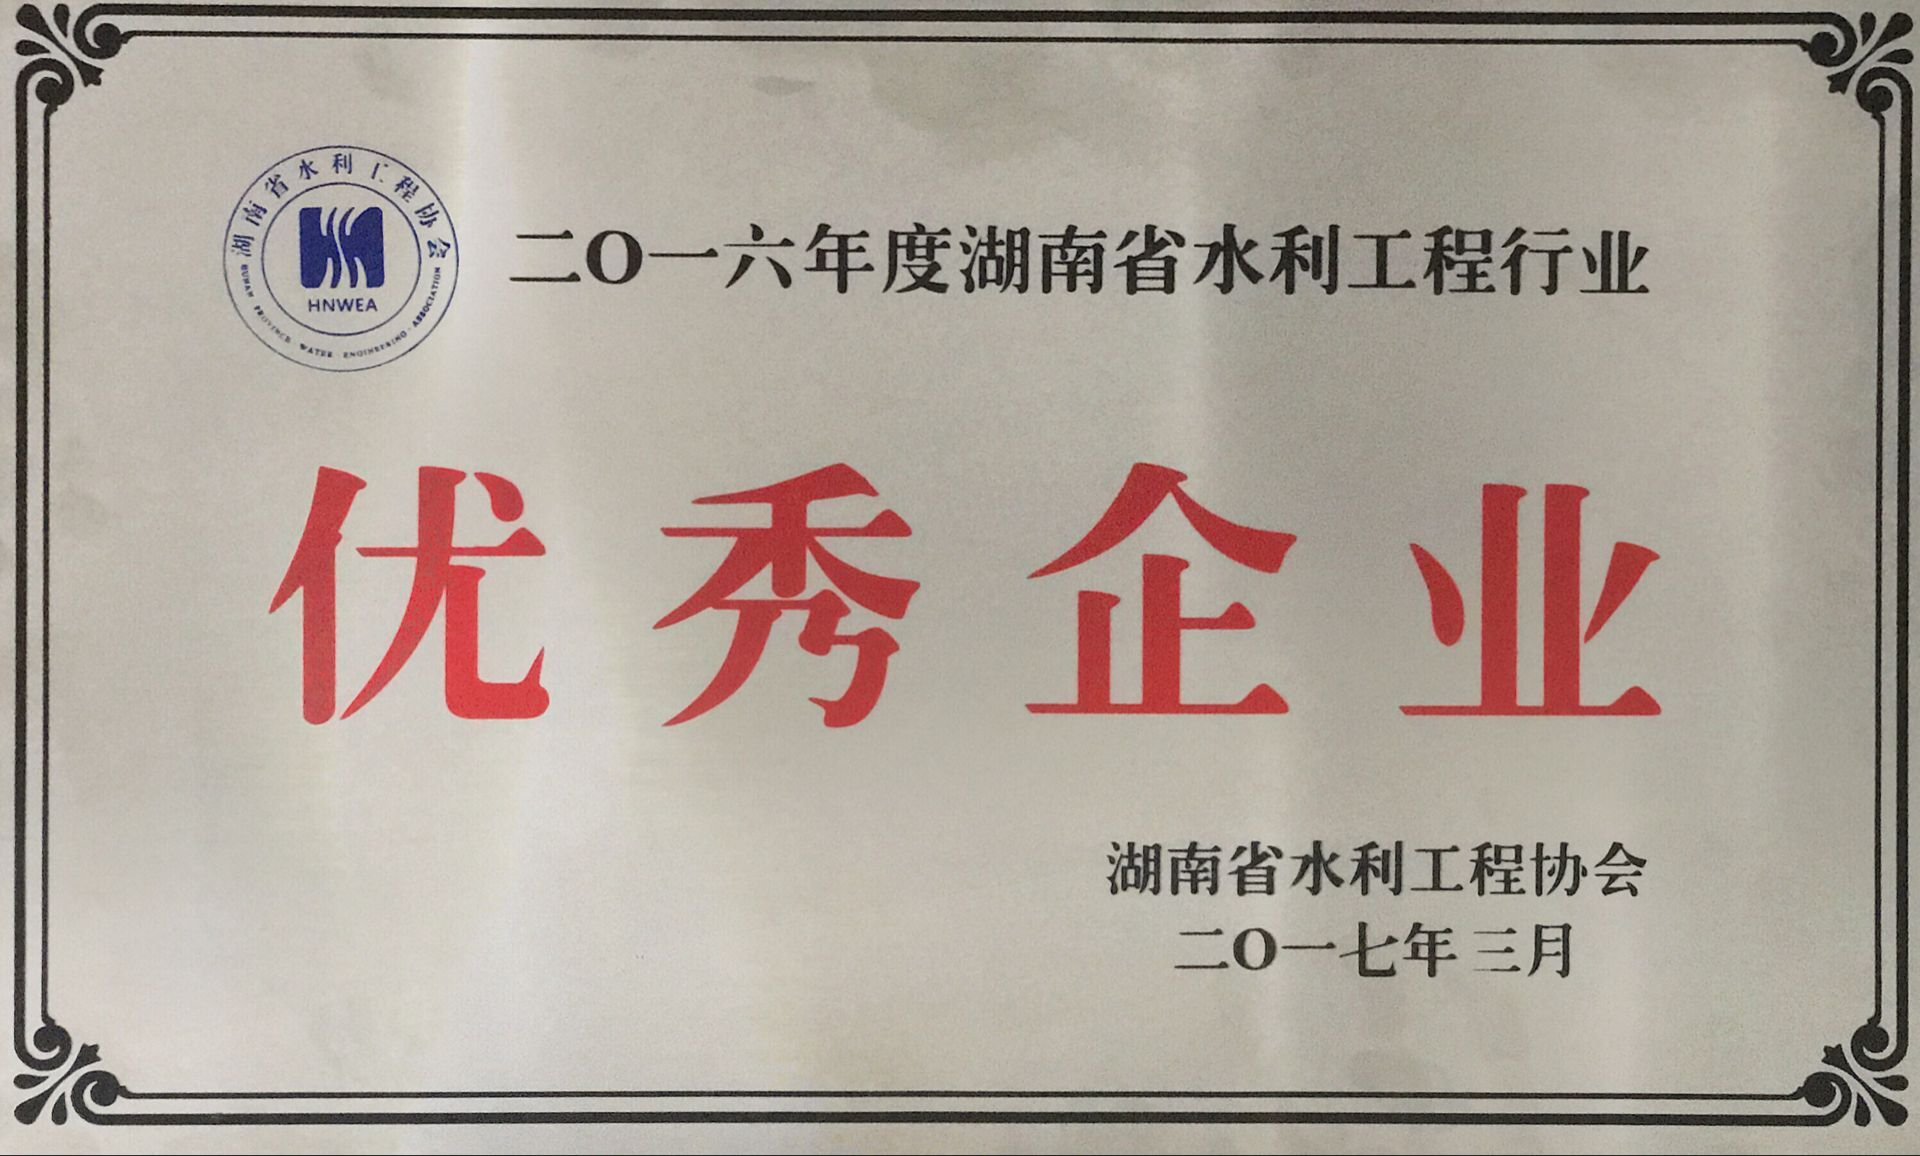 湖南省水利工程协会
HNWEA
HUNAN PROVINCE WATER ENGINEERING ASSOCIATION
二〇一六年度湖南省水利工程行业
优秀企业
湖南省水利工程协会
二〇一七年三月